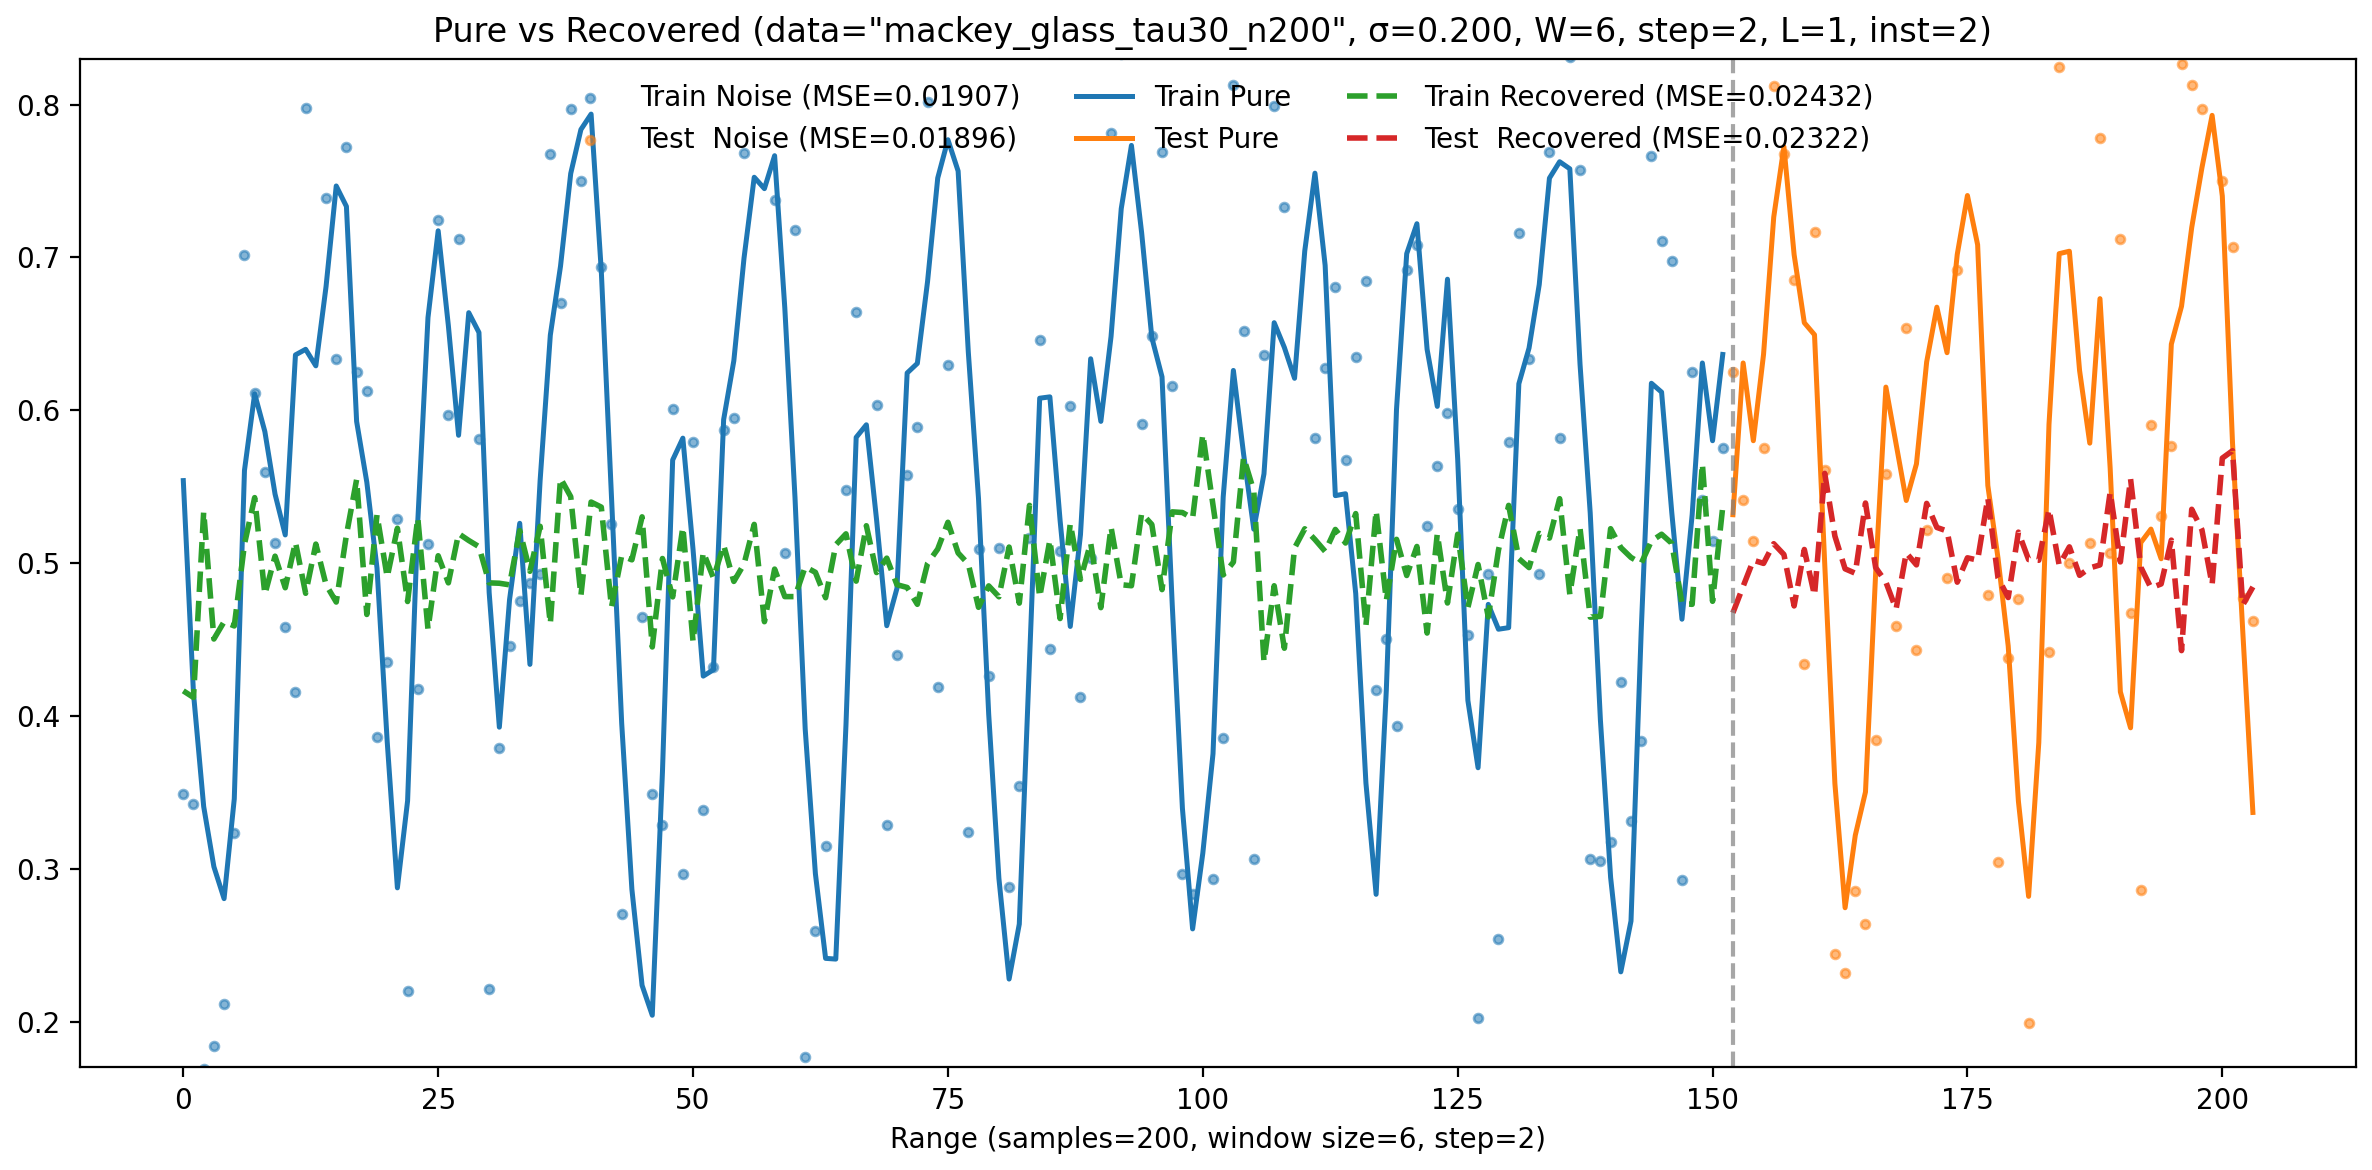 Pure vs Recovered (data="mackey_glass_tau30_n200", σ=0.200, W=6, step=2, L=1, inst=2)
Train Noise (MSE=0.01907)
Test  Noise (MSE=0.01896)
Train Pure
Test Pure
Train Recovered (MSE=0.02432)
Test  Recovered (MSE=0.02322)
0.8
0.7
0.6
0.5
0.4
0.3
0.2
0 25 50 75 100 125 150 175 200
Range (samples=200, window size=6, step=2)